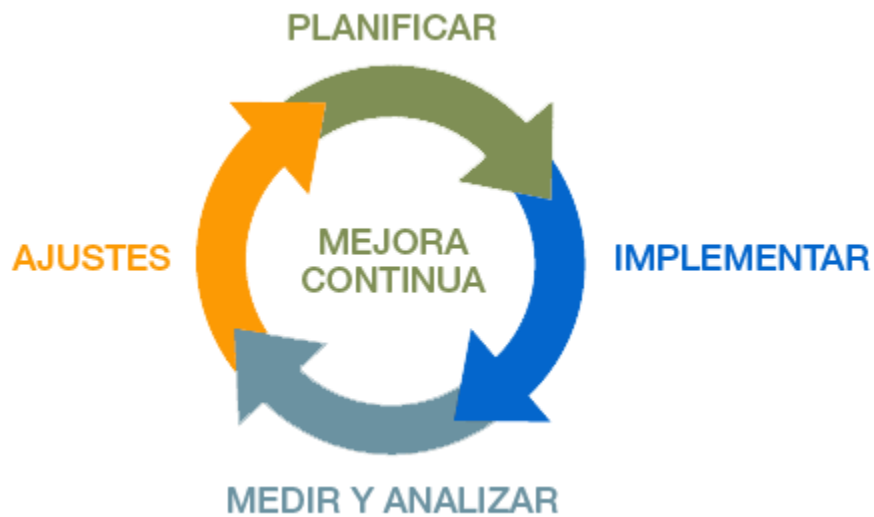 PLANIFICAR
AJUSTES
MEJORA
CONTINUA
IMPLEMENTAR
MEDIR Y ANALIZAR